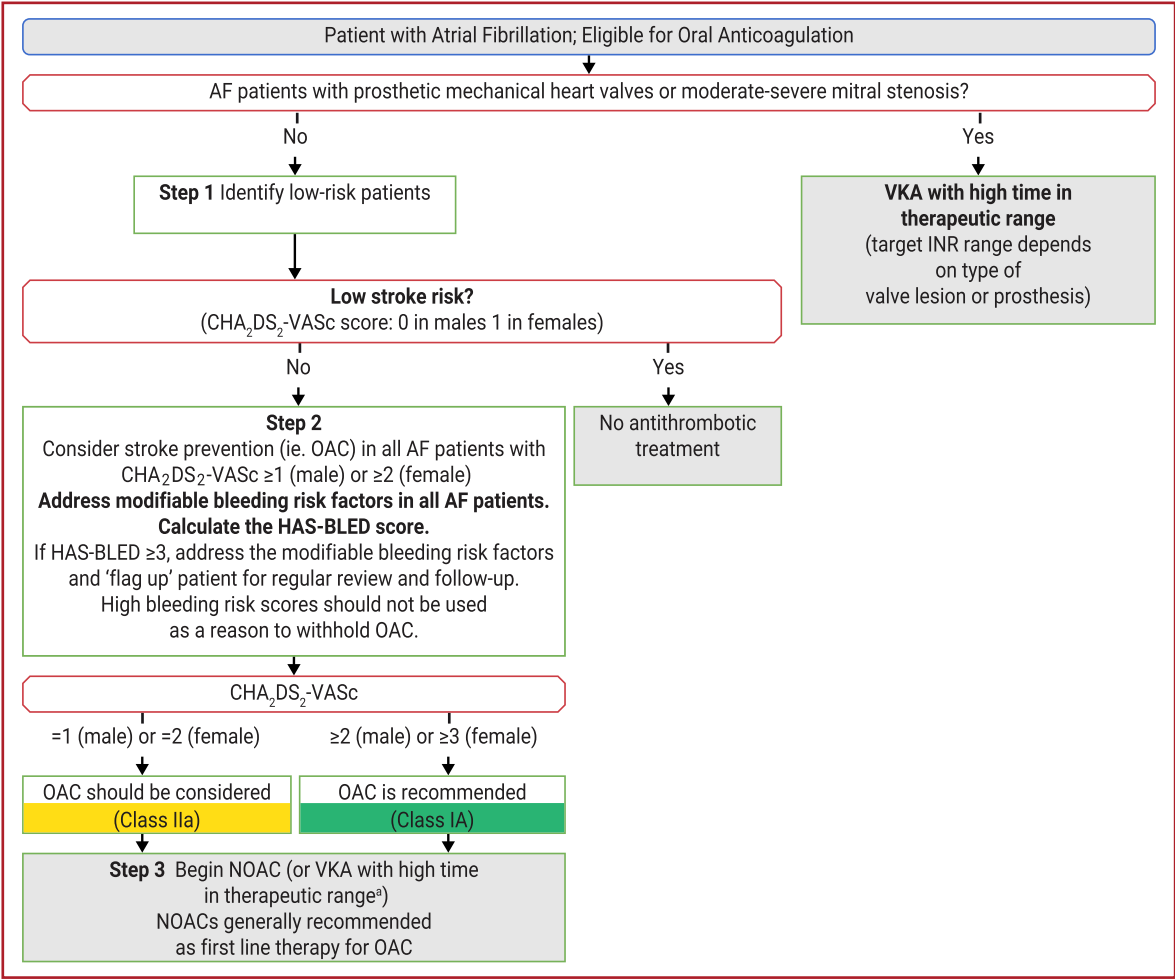 Patient with Atrial Fibrillation; Eligible for Oral Anticoagulation
AF patients with prosthetic mechanical heart valves or moderate-severe mitral stenosis?
No
Yes
Step 1 Identify low-risk patients
VKA with high time in
therapeutic range
(target INR range depends
on type of
valve lesion or prosthesis)
Low stroke risk?
(CHA₂DS₂-VASc score: 0 in males 1 in females)
No
Yes
Step 2
Consider stroke prevention (ie. OAC) in all AF patients with
CHA₂DS₂-VASc ≥1 (male) or ≥2 (female)
Address modifiable bleeding risk factors in all AF patients.
Calculate the HAS-BLED score.
If HAS-BLED ≥3, address the modifiable bleeding risk factors
and ‘flag up’ patient for regular review and follow-up.
High bleeding risk scores should not be used
as a reason to withhold OAC.
No antithrombotic
treatment
CHA₂DS₂-VASc
=1 (male) or =2 (female)
≥2 (male) or ≥3 (female)
OAC should be considered
(Class IIa)
OAC is recommended
(Class IA)
Step 3 Begin NOAC (or VKA with high time
in therapeutic rangeᵃ)
NOACs generally recommended
as first line therapy for OAC